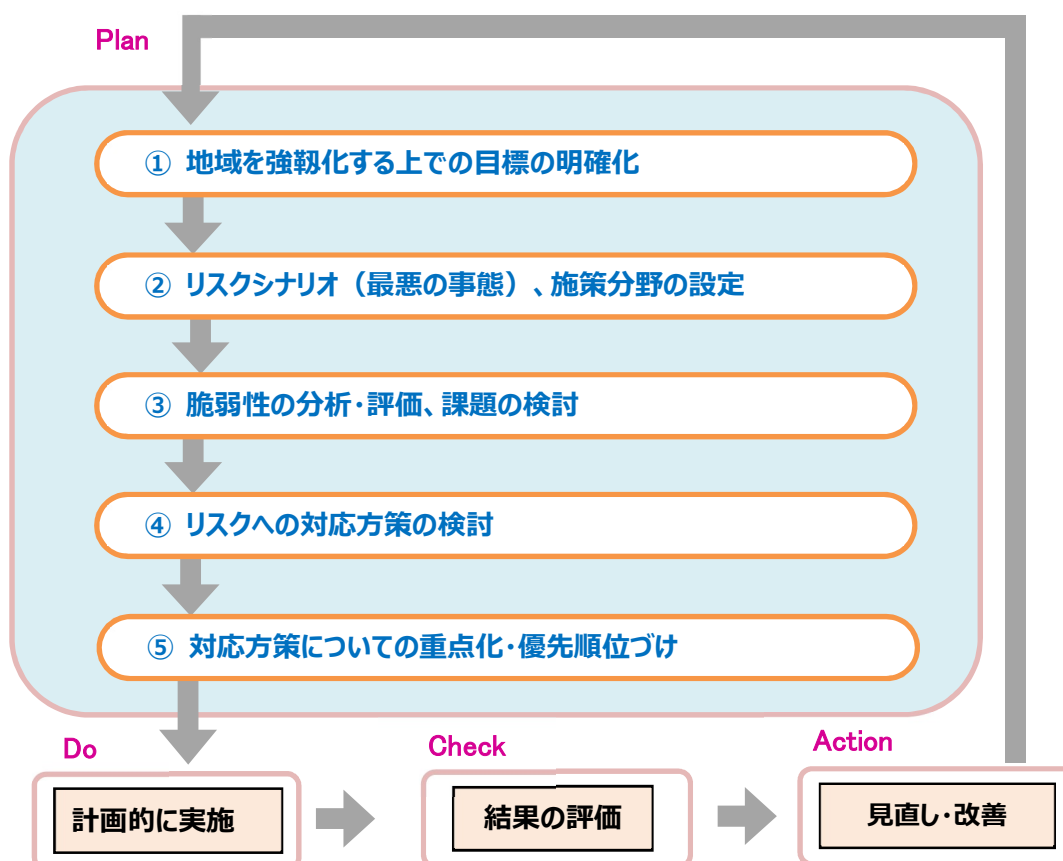 Plan
① 地域を強靱化する上での目標の明確化
② リスクシナリオ（最悪の事態）、施策分野の設定
③ 脆弱性の分析・評価、課題の検討
④ リスクへの対応方策の検討
⑤ 対応方策についての重点化・優先順位づけ
Do
Check
Action
計画的に実施
結果の評価
見直し・改善